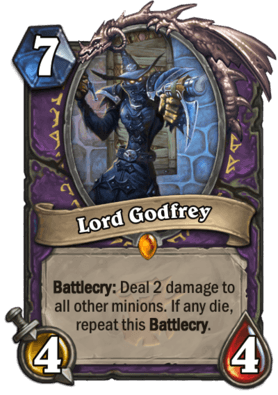 7
Lord Godfrey
Battlecry: Deal 2 damage to
all other minions. If any die,
repeat this Battlecry.
4 4